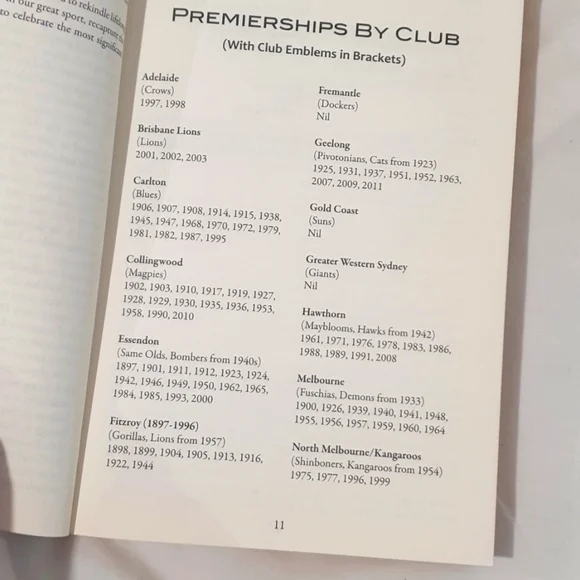 to rekindle
our great sport, recapture
to celebrate the most significant
PREMIERSHIPS BY CLUB
(With Club Emblems in Brackets)
Adelaide
(Crows)
1997, 1998
Brisbane Lions
(Lions)
2001, 2002, 2003
Carlton
(Blues)
1906, 1907, 1908, 1914, 1915, 1938,
1945, 1947, 1968, 1970, 1972, 1979,
1981, 1982, 1987, 1995
Collingwood
(Magpies)
1902, 1903, 1910, 1917, 1919, 1927,
1928, 1929, 1930, 1935, 1936, 1953,
1958, 1990, 2010
Essendon
(Same Olds, Bombers from 1940s)
1897, 1901, 1911, 1912, 1923, 1924,
1942, 1946, 1949, 1950, 1962, 1965,
1984, 1985, 1993, 2000
Fitzroy (1897-1996)
(Gorillas, Lions from 1957)
1898, 1899, 1904, 1905, 1913, 1916,
1922, 1944
Fremantle
(Dockers)
Nil
Geelong
(Pivotonians, Cats from 1923)
1925, 1931, 1937, 1951, 1952, 1963,
2007, 2009, 2011
Gold Coast
(Suns)
Nil
Greater Western Sydney
(Giants)
Nil
Hawthorn
(Mayblooms, Hawks from 1942)
1961, 1971, 1976, 1978, 1983, 1986,
1988, 1989, 1991, 2008
Melbourne
(Fuschias, Demons from 1933)
1900, 1926, 1939, 1940, 1941, 1948,
1955, 1956, 1957, 1959, 1960, 1964
North Melbourne/Kangaroos
(Shinboners, Kangaroos from 1954)
1975, 1977, 1996, 1999
11